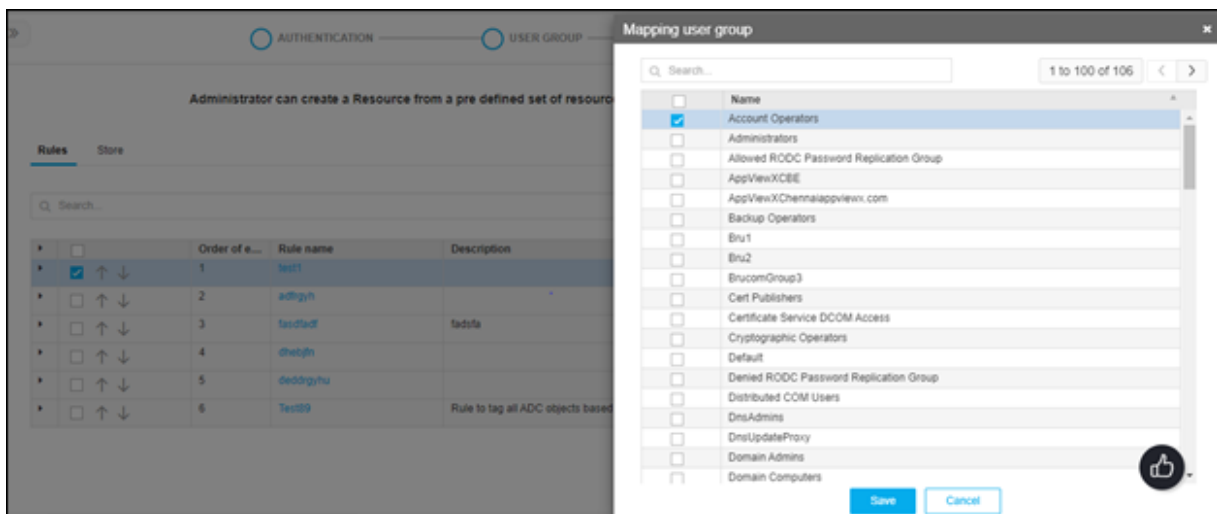 AUTHENTICATION
USER GROUP
Administrator can create a Resource from a pre defined set of resourc
Rules Store
Search...
Order of e... Rule name Description
1 test1
2 adfrgyh
3 fasdfadf fadsfa
4
5 deddrgyhu
6 Test89 Rule to tag all ADC objects based
Mapping user group
Search...
1 to 100 of 106
Name
Account Operators
Administrators
Allowed RODC Password Replication Group
AppViewXCBE
AppViewXChennaiappviewx.com
Backup Operators
Bru1
Bru2
BrucomGroup3
Cert Publishers
Certificate Service DCOM Access
Cryptographic Operators
Default
Denied RODC Password Replication Group
Distributed COM Users
DnsAdmins
DnsUpdateProxy
Domain Admins
Domain Computers
Save Cancel